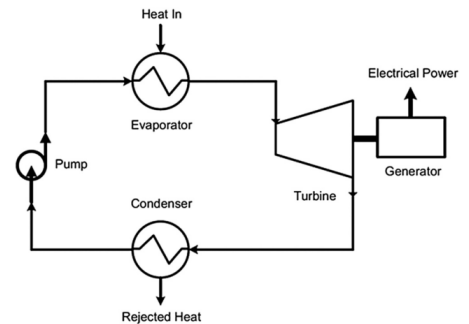 Heat In
Electrical Power
Evaporator
Pump
Generator
Turbine
Condenser
Rejected Heat